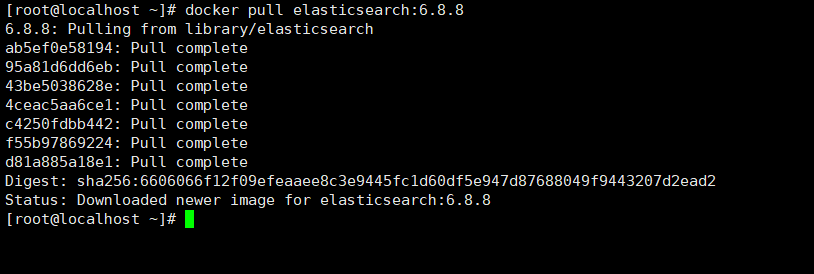 [root@localhost ~]# docker pull elasticsearch:6.8.8
6.8.8: Pulling from library/elasticsearch
ab5ef0e58194: Pull complete
95a81d6dd6eb: Pull complete
43be5038628e: Pull complete
4ceac5aa6ce1: Pull complete
c4250fdbb442: Pull complete
f55b97869224: Pull complete
d81a885a18e1: Pull complete
Digest: sha256:6606066f12f09efeaaee8c3e9445fc1d60df5e947d87688049f9443207d2ead2
Status: Downloaded newer image for elasticsearch:6.8.8
[root@localhost ~]#